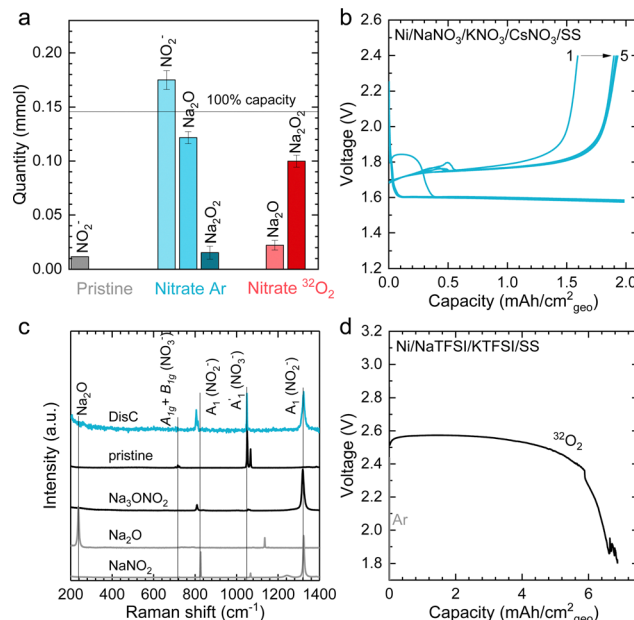 a
NO₂⁻
Na₂O
100% capacity
Na₂O₂
NO₂⁻
Na₂O₂
Na₂O
Quantity (mmol)
0.20
0.15
0.10
0.05
0.00
Pristine
Nitrate Ar
Nitrate ³²O₂
b
Ni/NaNO₃/KNO₃/CsNO₃/SS
1
5
Voltage (V)
2.4
2.2
2.0
1.8
1.6
1.4
1.2
0.0 0.5 1.0 1.5 2.0
Capacity (mAh/cm²geo)
c
Na₂O
A1g + B1g (NO₃⁻)
A₁ (NO₂⁻)
A'₁ (NO₃⁻)
A₁ (NO₂⁻)
DisC
pristine
Na₃ONO₂
Na₂O
NaNO₂
Intensity (a.u.)
200 400 600 800 1000 1200 1400
Raman shift (cm⁻¹)
d
Ni/NaTFSI/KTFSI/SS
³²O₂
Ar
Voltage (V)
3.2
3.0
2.8
2.6
2.4
2.2
2.0
1.8
0 2 4 6
Capacity (mAh/cm²geo)